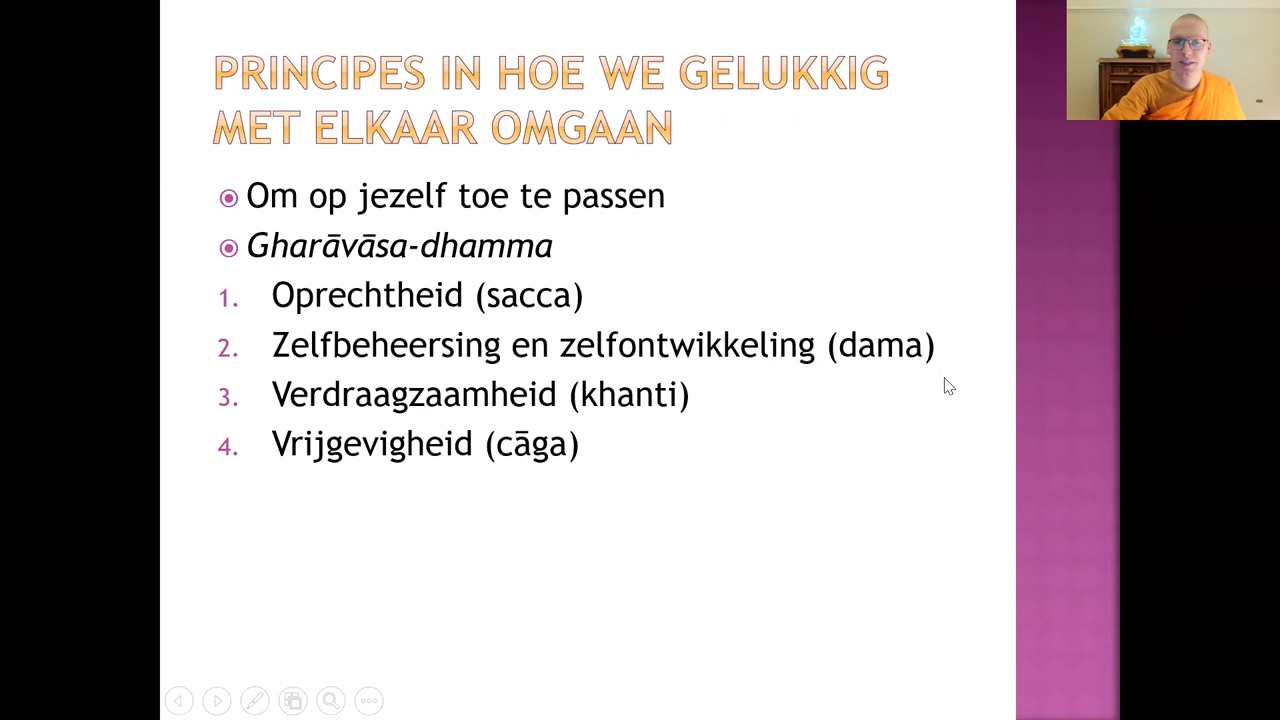 PRINCIPES IN HOE WE GELUKKIG
MET ELKAAR OMGAAN
Om op jezelf toe te passen
Gharāvāsa-dhamma
1. Oprechtheid (sacca)
2. Zelfbeheersing en zelfontwikkeling (dama)
3. Verdraagzaamheid (khanti)
4. Vrijgevigheid (cāga)